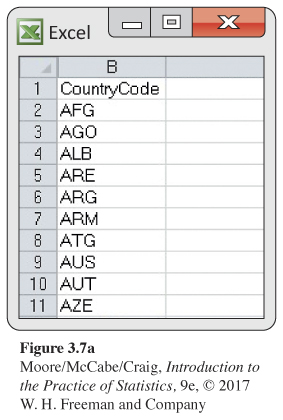 Excel
B
1 CountryCode
2 AFG
3 AGO
4 ALB
5 ARE
6 ARG
7 ARM
8 ATG
9 AUS
10 AUT
11 AZE
Figure 3.7a
Moore/McCabe/Craig, Introduction to
the Practice of Statistics, 9e, © 2017
W. H. Freeman and Company